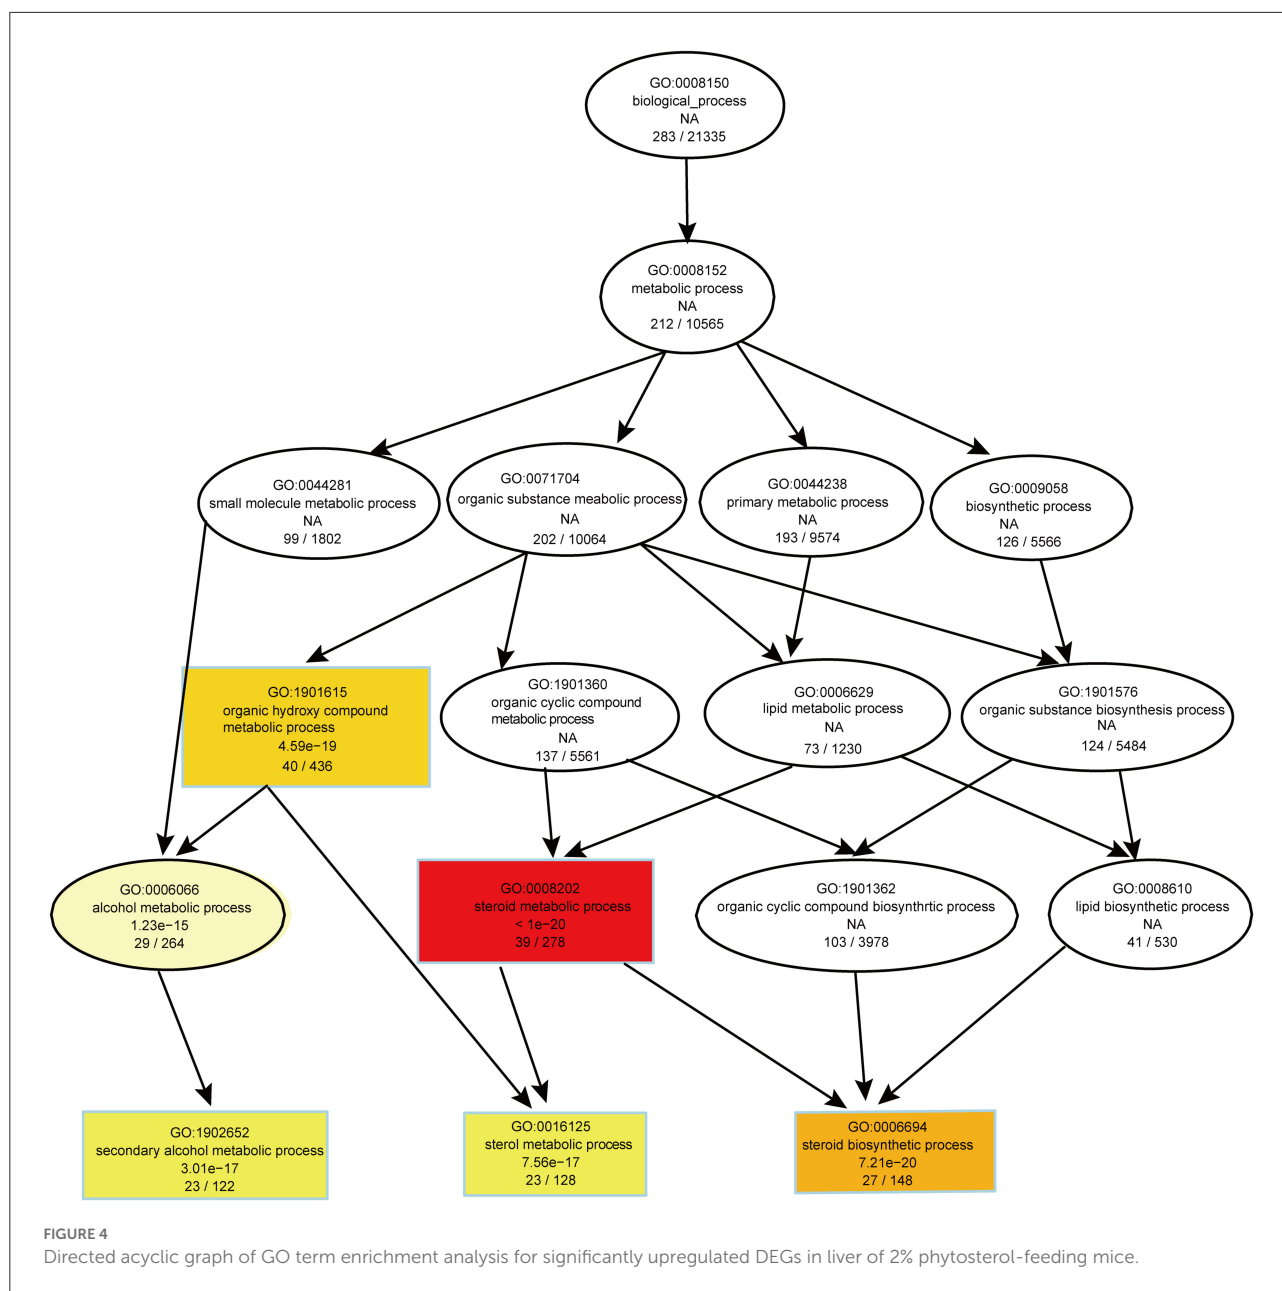 GO:0008150
biological_process
NA
283 / 21335
GO:0008152
metabolic process
NA
212 / 10565
GO:0044281
small molecule metabolic process
NA
99 / 1802
GO:0071704
organic substance meabolic process
NA
202 / 10064
GO:0044238
primary metabolic process
NA
193 / 9574
GO:0009058
biosynthetic process
NA
126 / 5566
GO:1901615
organic hydroxy compound
metabolic process
4.59e−19
40 / 436
GO:1901360
organic cyclic compound
metabolic process
NA
137 / 5561
GO:0006629
lipid metabolic process
NA
73 / 1230
GO:1901576
organic substance biosynthesis process
NA
124 / 5484
GO:0006066
alcohol metabolic process
1.23e−15
29 / 264
GO:0008202
steroid metabolic process
< 1e−20
39 / 278
GO:1901362
organic cyclic compound biosynthrtic process
NA
103 / 3978
GO:0008610
lipid biosynthetic process
NA
41 / 530
GO:1902652
secondary alcohol metabolic process
3.01e−17
23 / 122
GO:0016125
sterol metabolic process
7.56e−17
23 / 128
GO:0006694
steroid biosynthetic process
7.21e−20
27 / 148
FIGURE 4
Directed acyclic graph of GO term enrichment analysis for significantly upregulated DEGs in liver of 2% phytosterol-feeding mice.